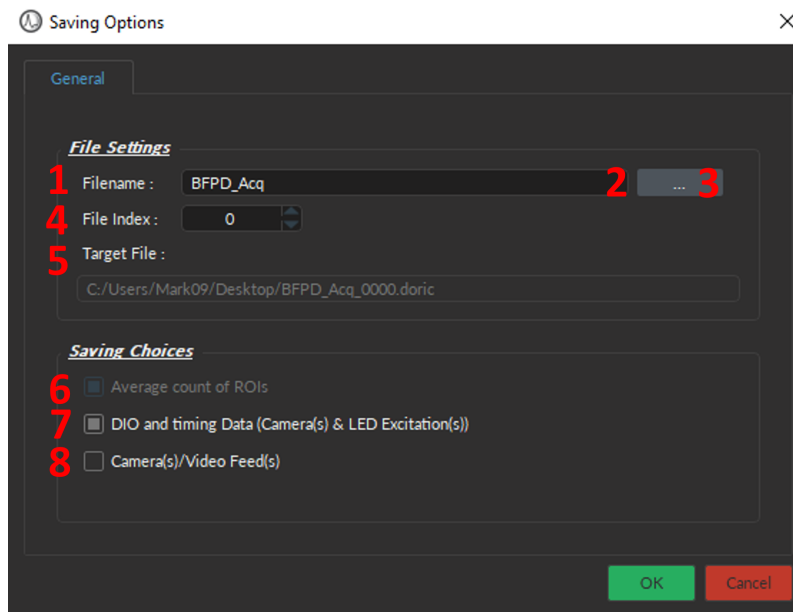 Saving Options
General
File Settings
1 Filename : BFPD_Acq 2 ... 3
4 File Index : 0
5 Target File :
C:/Users/Mark09/Desktop/BFPD_Acq_0000.doric
Saving Choices
6 Average count of ROIs
7 DIO and timing Data (Camera(s) & LED Excitation(s))
8 Camera(s)/Video Feed(s)
OK Cancel